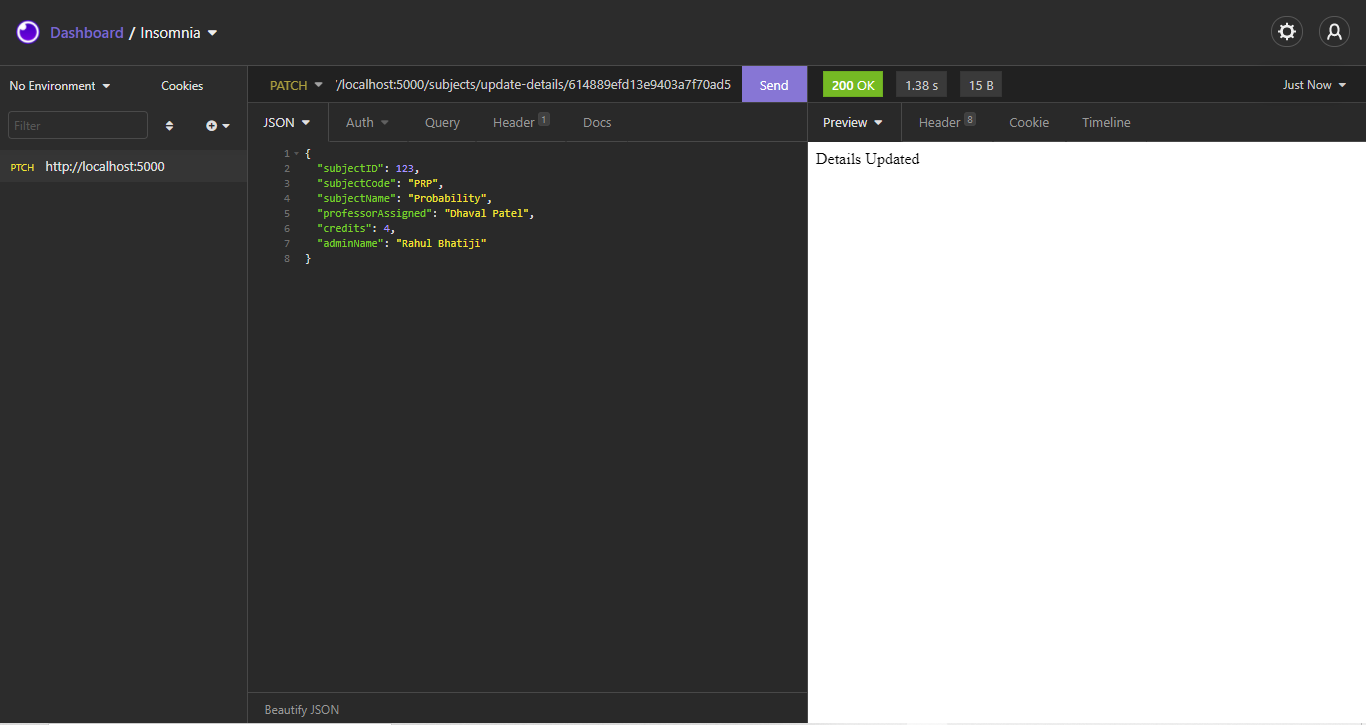 Dashboard / Insomnia
No Environment Cookies
Filter
PTCH http://localhost:5000
PATCH /localhost:5000/subjects/update-details/614889efd13e9403a7f70ad5 Send
JSON Auth Query Header 1 Docs
1 {
2 "subjectID": 123,
3 "subjectCode": "PRP",
4 "subjectName": "Probability",
5 "professorAssigned": "Dhaval Patel",
6 "credits": 4,
7 "adminName": "Rahul Bhatiji"
8 }
Beautify JSON
200 OK 1.38 s 15 B Just Now
Preview Header 8 Cookie Timeline
Details Updated